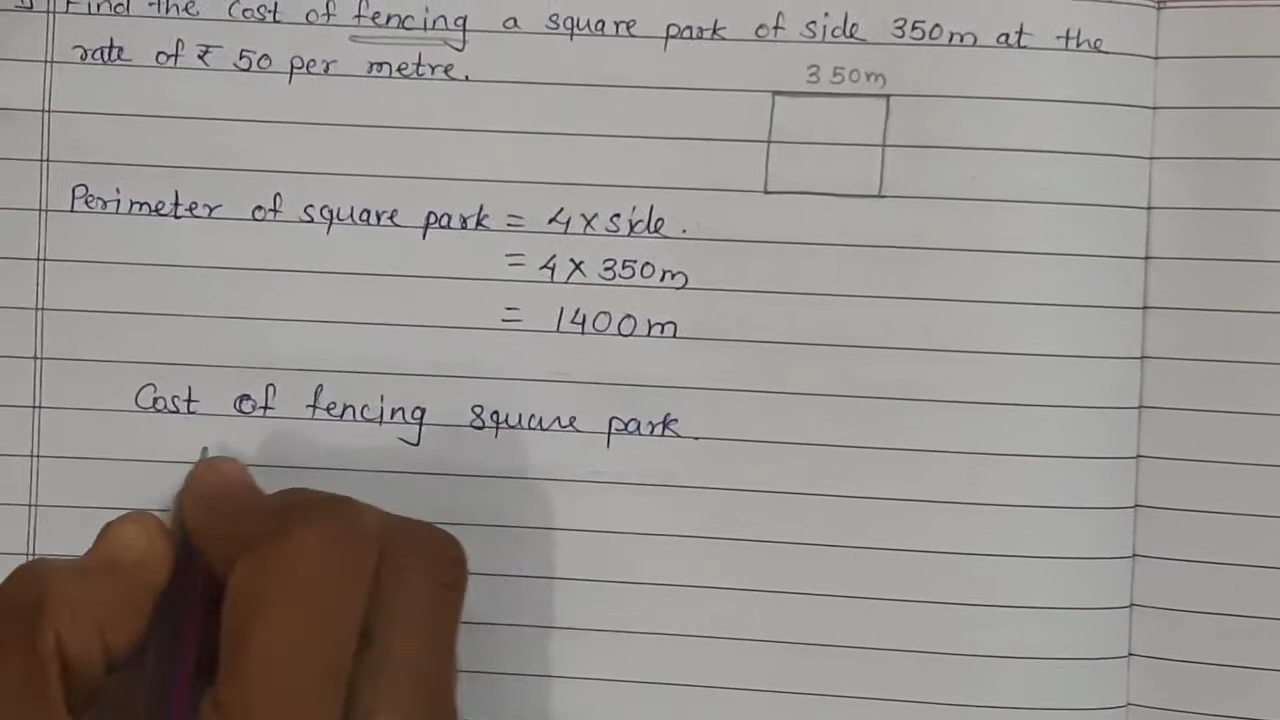 Find the cost of fencing a square park of side 350m at the
rate of ₹ 50 per metre.
350m
Perimeter of square park = 4 x side.
= 4 x 350m
= 1400m
Cost of fencing square park